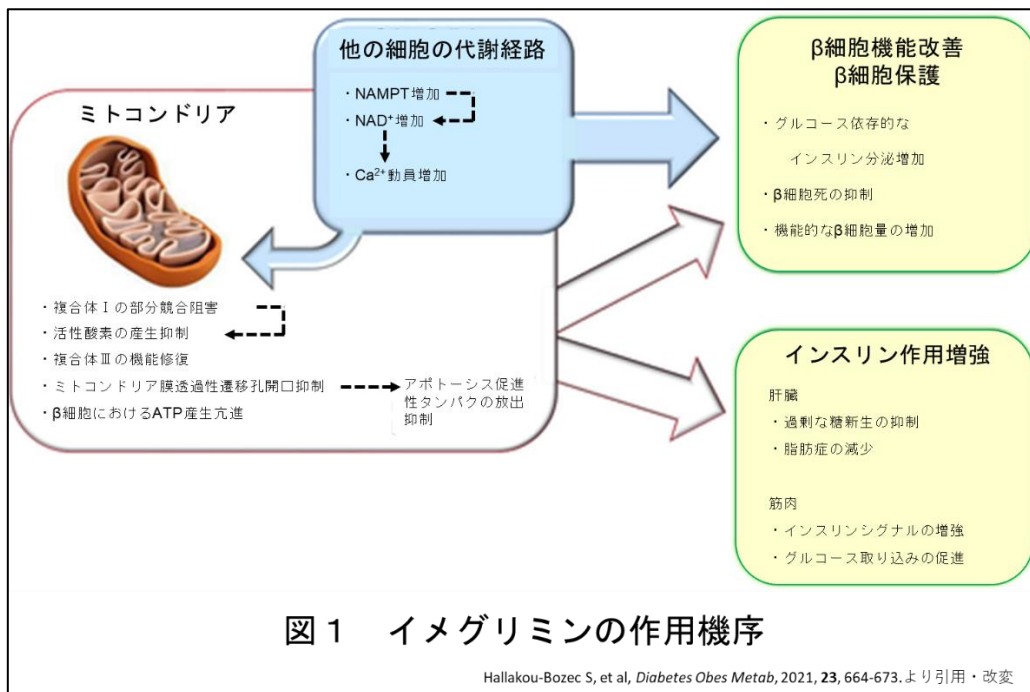 他の細胞の代謝経路
・NAMPT増加
・NAD⁺増加
・Ca²⁺動員増加
ミトコンドリア
・複合体Ⅰの部分競合阻害
・活性酸素の産生抑制
・複合体Ⅲの機能修復
・ミトコンドリア膜透過性遷移孔開口抑制
・β細胞におけるATP産生亢進
アポトーシス促進
性タンパクの放出
抑制
β細胞機能改善
β細胞保護
・グルコース依存的な
インスリン分泌増加
・β細胞死の抑制
・機能的なβ細胞量の増加
インスリン作用増強
肝臓
・過剰な糖新生の抑制
・脂肪症の減少
筋肉
・インスリンシグナルの増強
・グルコース取り込みの促進
図1 イメグリミンの作用機序
Hallakou-Bozec S, et al, Diabetes Obes Metab, 2021, 23, 664-673.より引用・改変